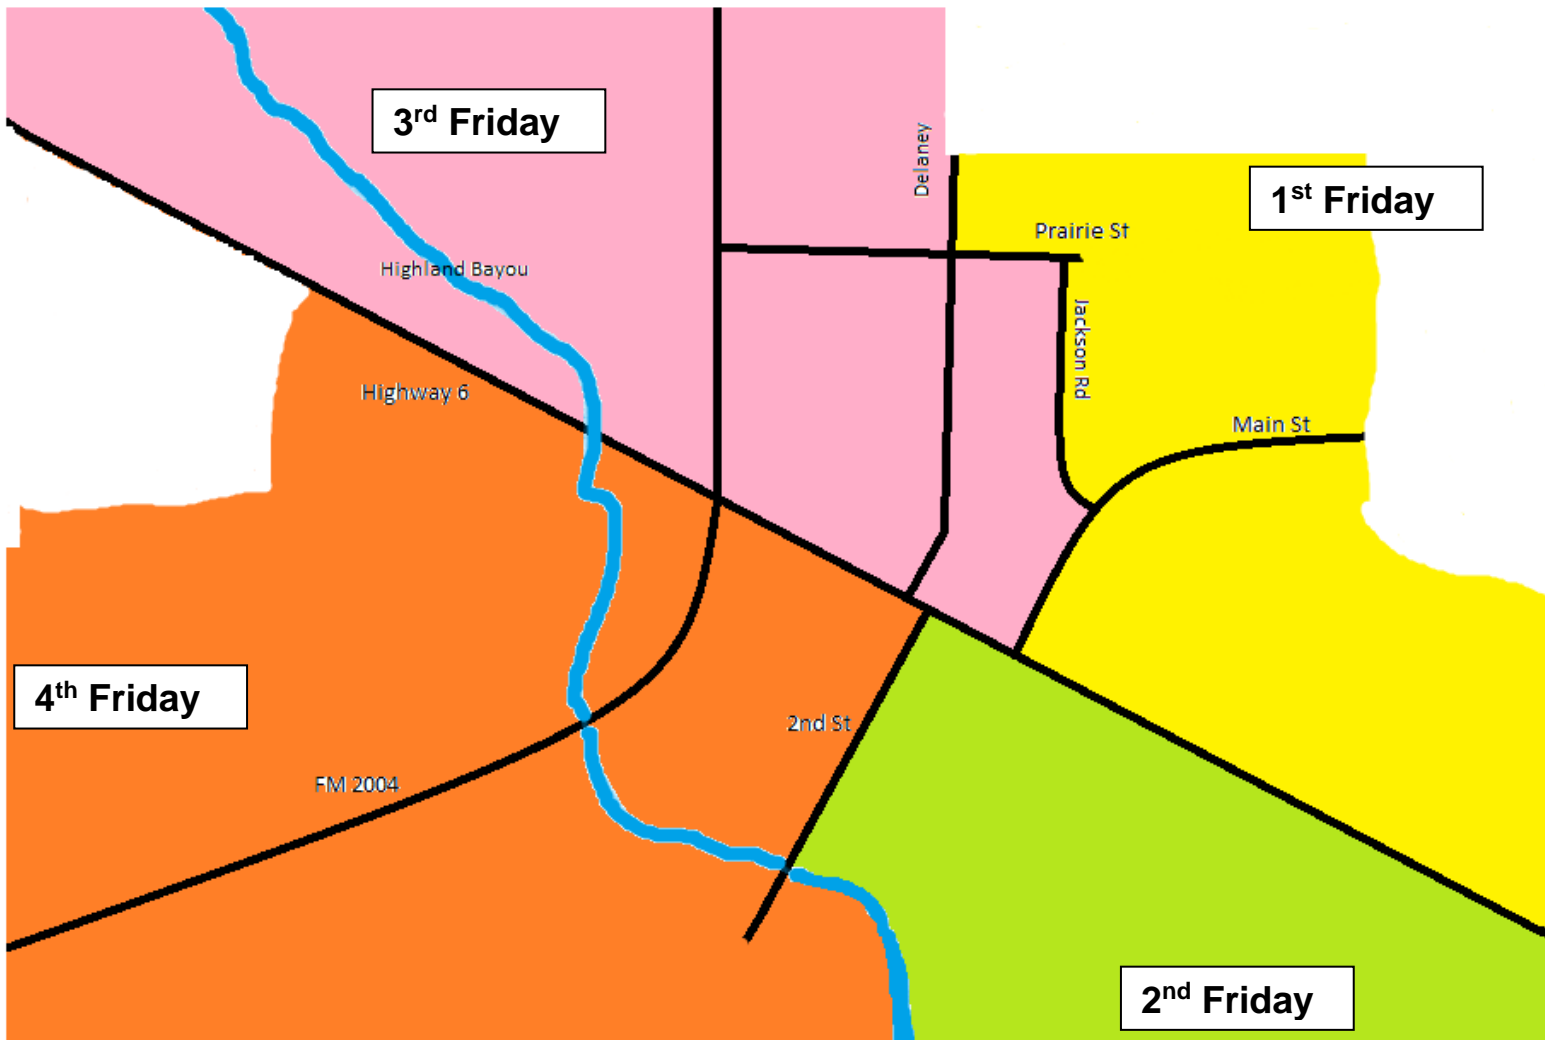 3rd Friday
Delaney
1st Friday
Prairie St
Highland Bayou
Jackson Rd
Highway 6
Main St
4th Friday
2nd St
FM 2004
2nd Friday